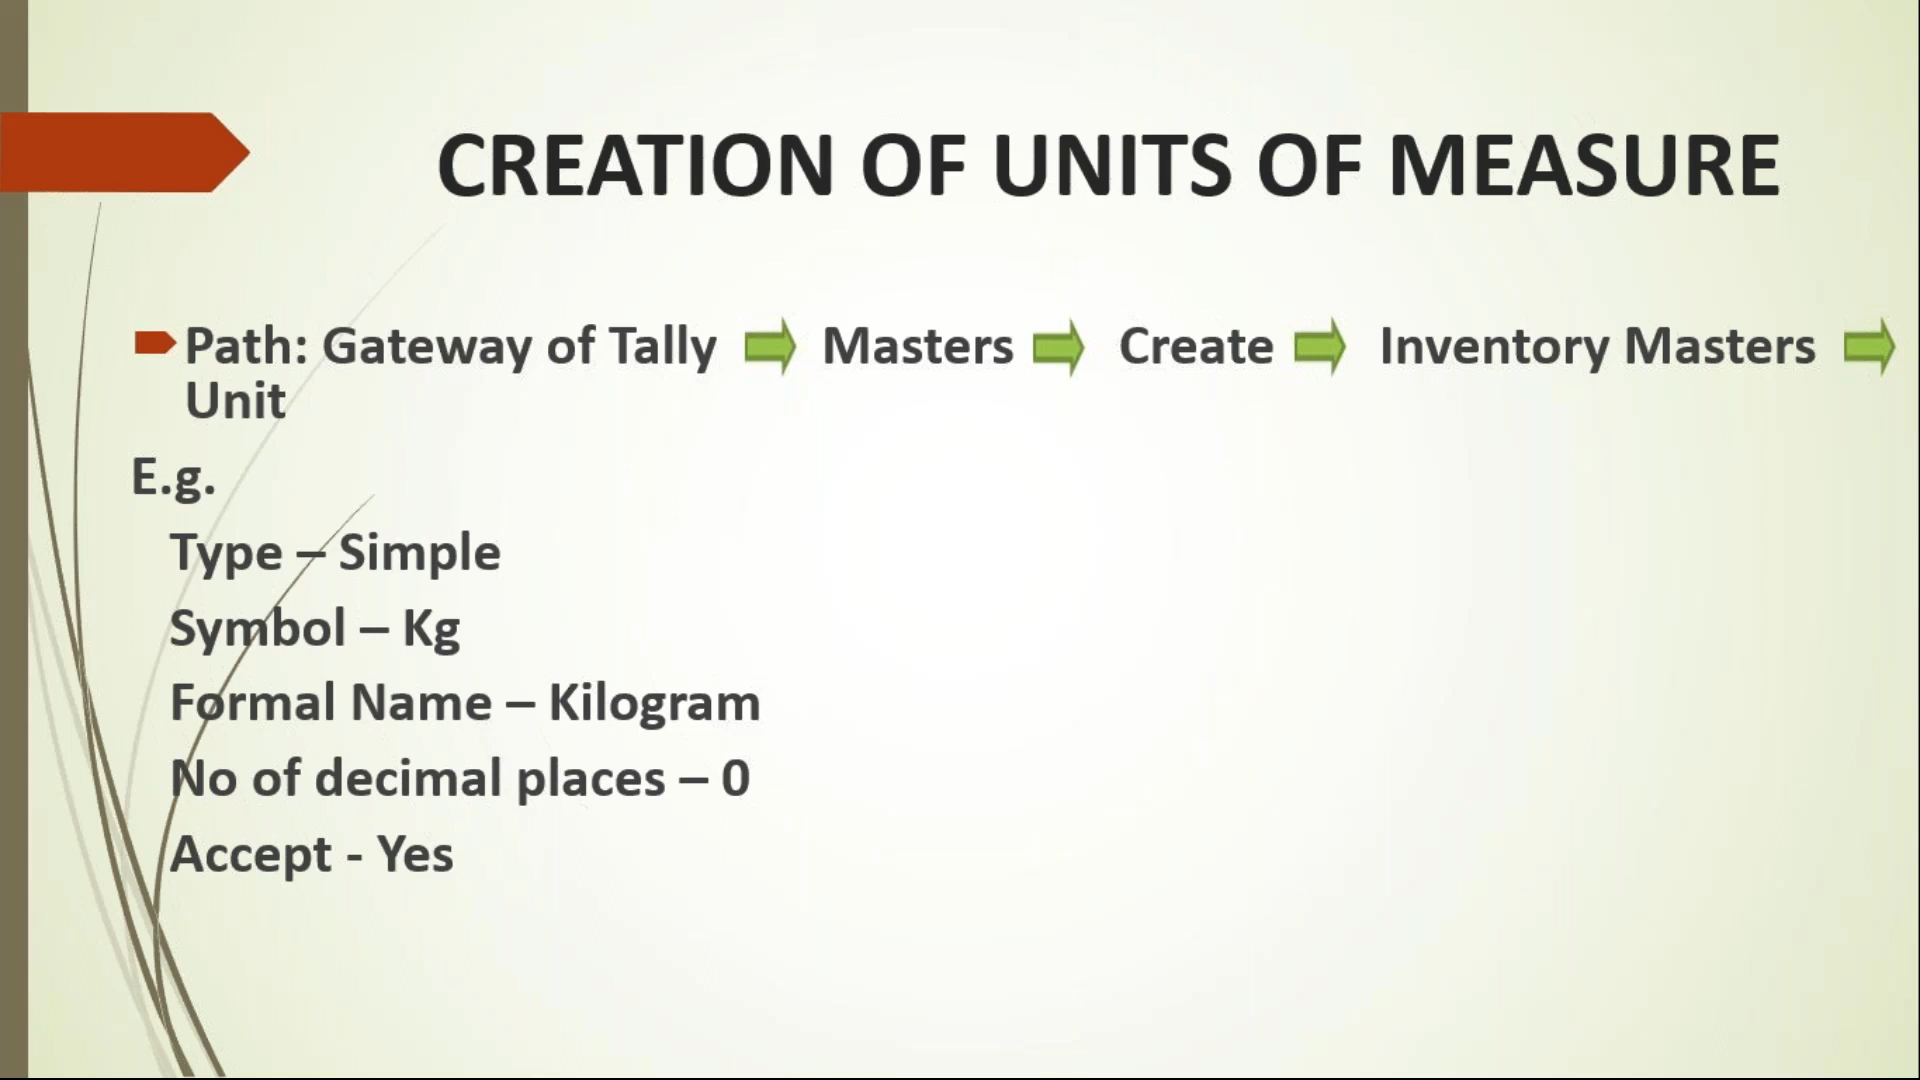 CREATION OF UNITS OF MEASURE
Path: Gateway of Tally Masters Create Inventory Masters
Unit
E.g.
Type – Simple
Symbol – Kg
Formal Name – Kilogram
No of decimal places – 0
Accept - Yes